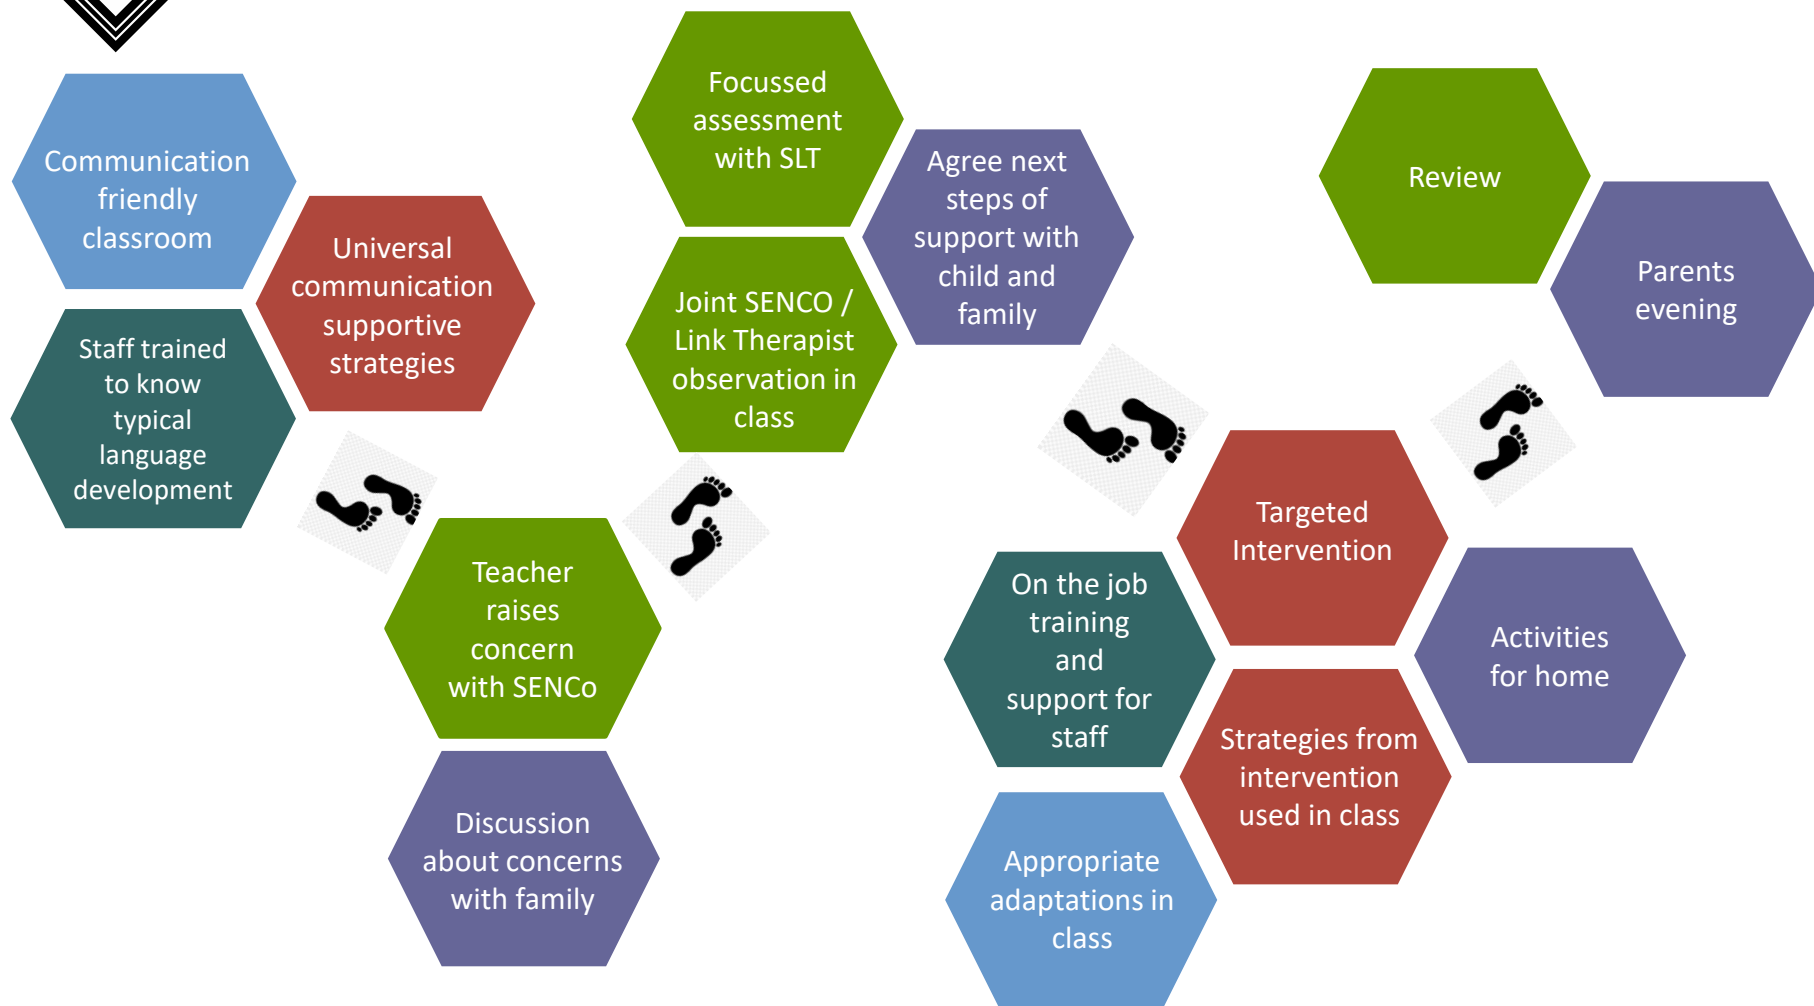 Communication
friendly
classroom
Universal
communication
supportive
strategies
Staff trained
to know
typical
language
development
Teacher
raises
concern
with SENCo
Discussion
about concerns
with family
Focussed
assessment
with SLT
Joint SENCO /
Link Therapist
observation in
class
Agree next
steps of
support with
child and
family
Targeted
Intervention
On the job
training
and
support for
staff
Strategies from
intervention
used in class
Activities
for home
Appropriate
adaptations in
class
Review
Parents
evening